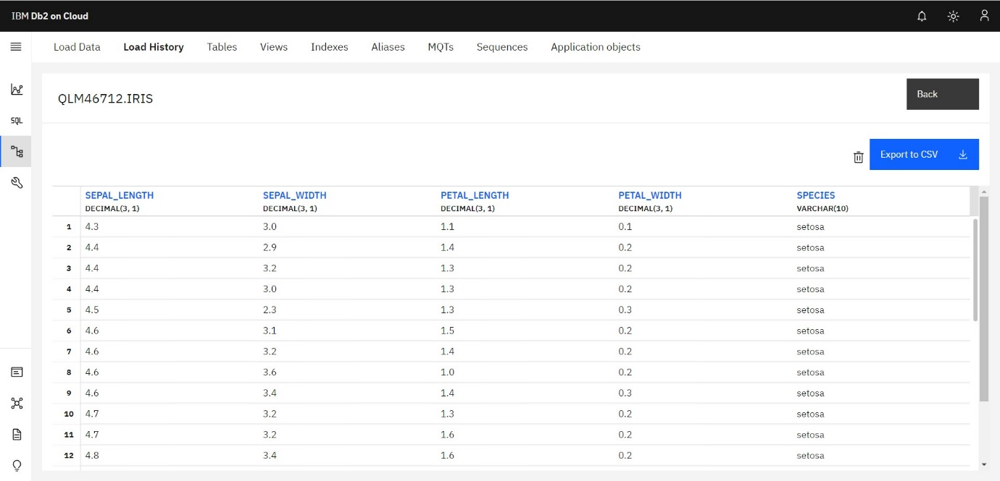 IBM Db2 on Cloud
Load Data Load History Tables Views Indexes Aliases MQTs Sequences Application objects
QLM46712.IRIS
Back
SQL
Export to CSV
SEPAL_LENGTH SEPAL_WIDTH PETAL_LENGTH PETAL_WIDTH SPECIES
DECIMAL(3, 1) DECIMAL(3, 1) DECIMAL(3, 1) DECIMAL(3, 1) VARCHAR(10)
1 4.3 3.0 1.1 0.1 setosa
2 4.4 2.9 1.4 0.2 setosa
3 4.4 3.2 1.3 0.2 setosa
4 4.4 3.0 1.3 0.2 setosa
5 4.5 2.3 1.3 0.3 setosa
6 4.6 3.1 1.5 0.2 setosa
7 4.6 3.2 1.4 0.2 setosa
8 4.6 3.6 1.0 0.2 setosa
9 4.6 3.4 1.4 0.3 setosa
10 4.7 3.2 1.3 0.2 setosa
11 4.7 3.2 1.6 0.2 setosa
12 4.8 3.4 1.6 0.2 setosa